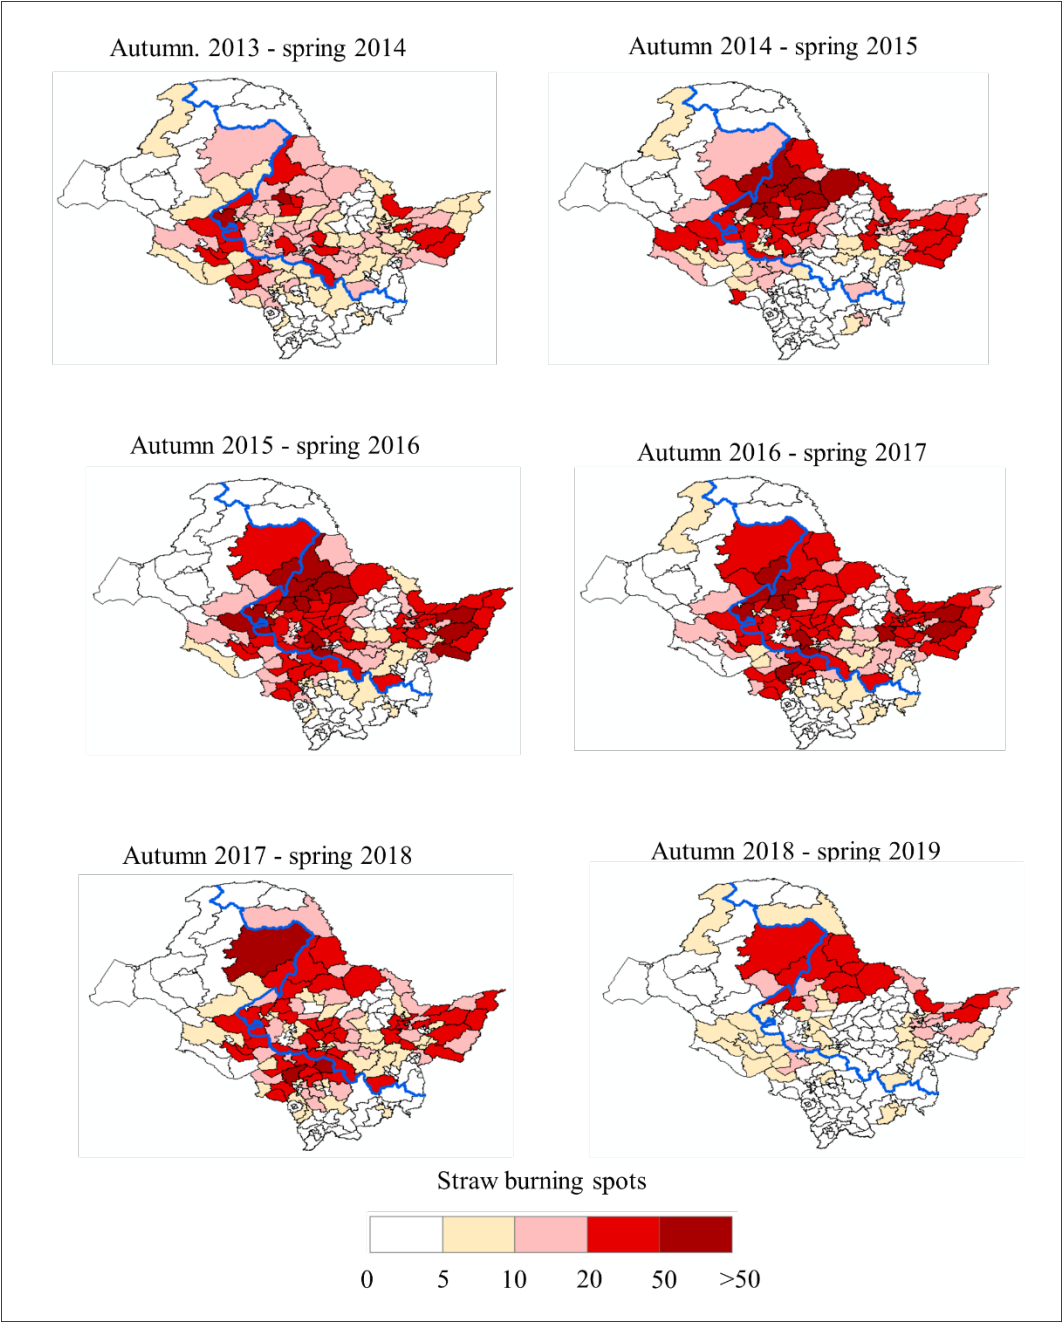 Autumn. 2013 - spring 2014
Autumn 2014 - spring 2015
Autumn 2015 - spring 2016
Autumn 2016 - spring 2017
Autumn 2017 - spring 2018
Autumn 2018 - spring 2019
Straw burning spots
0 5 10 20 50 >50